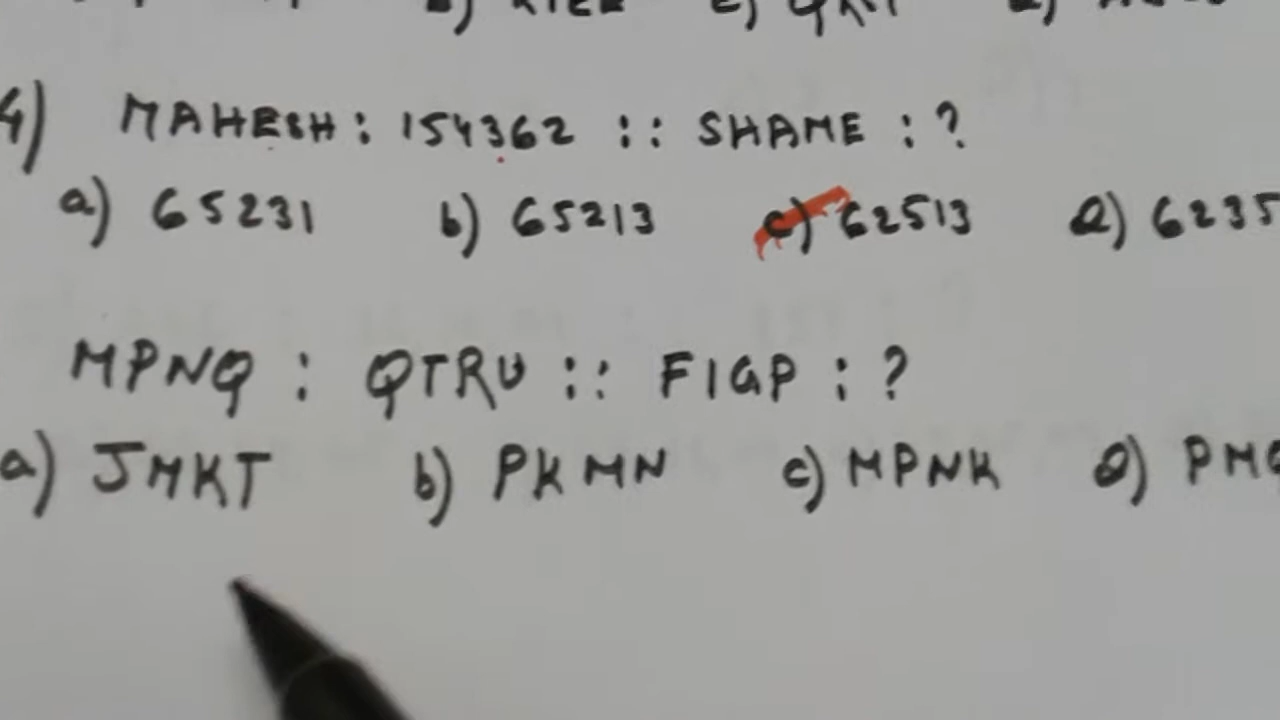 4) MAHESH : 154362 :: SHAME : ?
a) 65231 b) 65213 c) 62513 d) 6235
MPNQ : QTRU :: FIGP : ?
a) JMKT b) PKMN c) MPNK d) PM